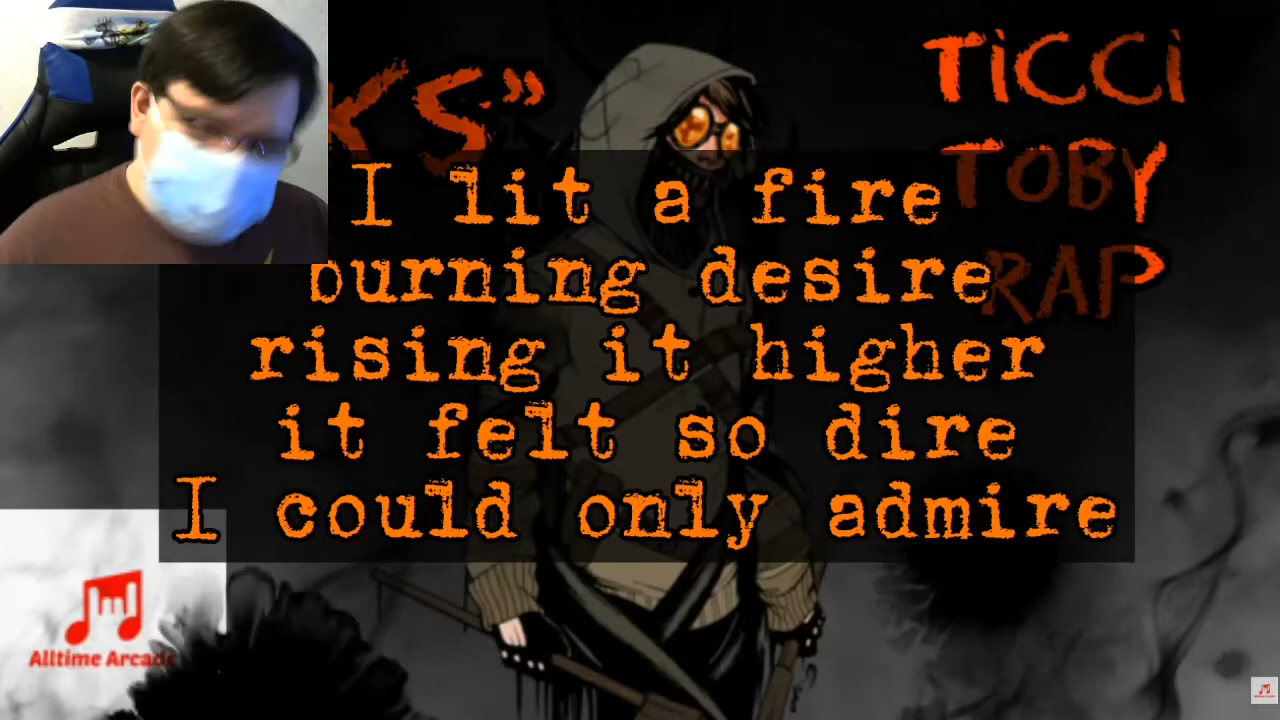 KS”
TiCCi
TOBY
RAP
I lit a fire
burning desire
rising it higher
it felt so dire
I could only admire
Alltime Arcade